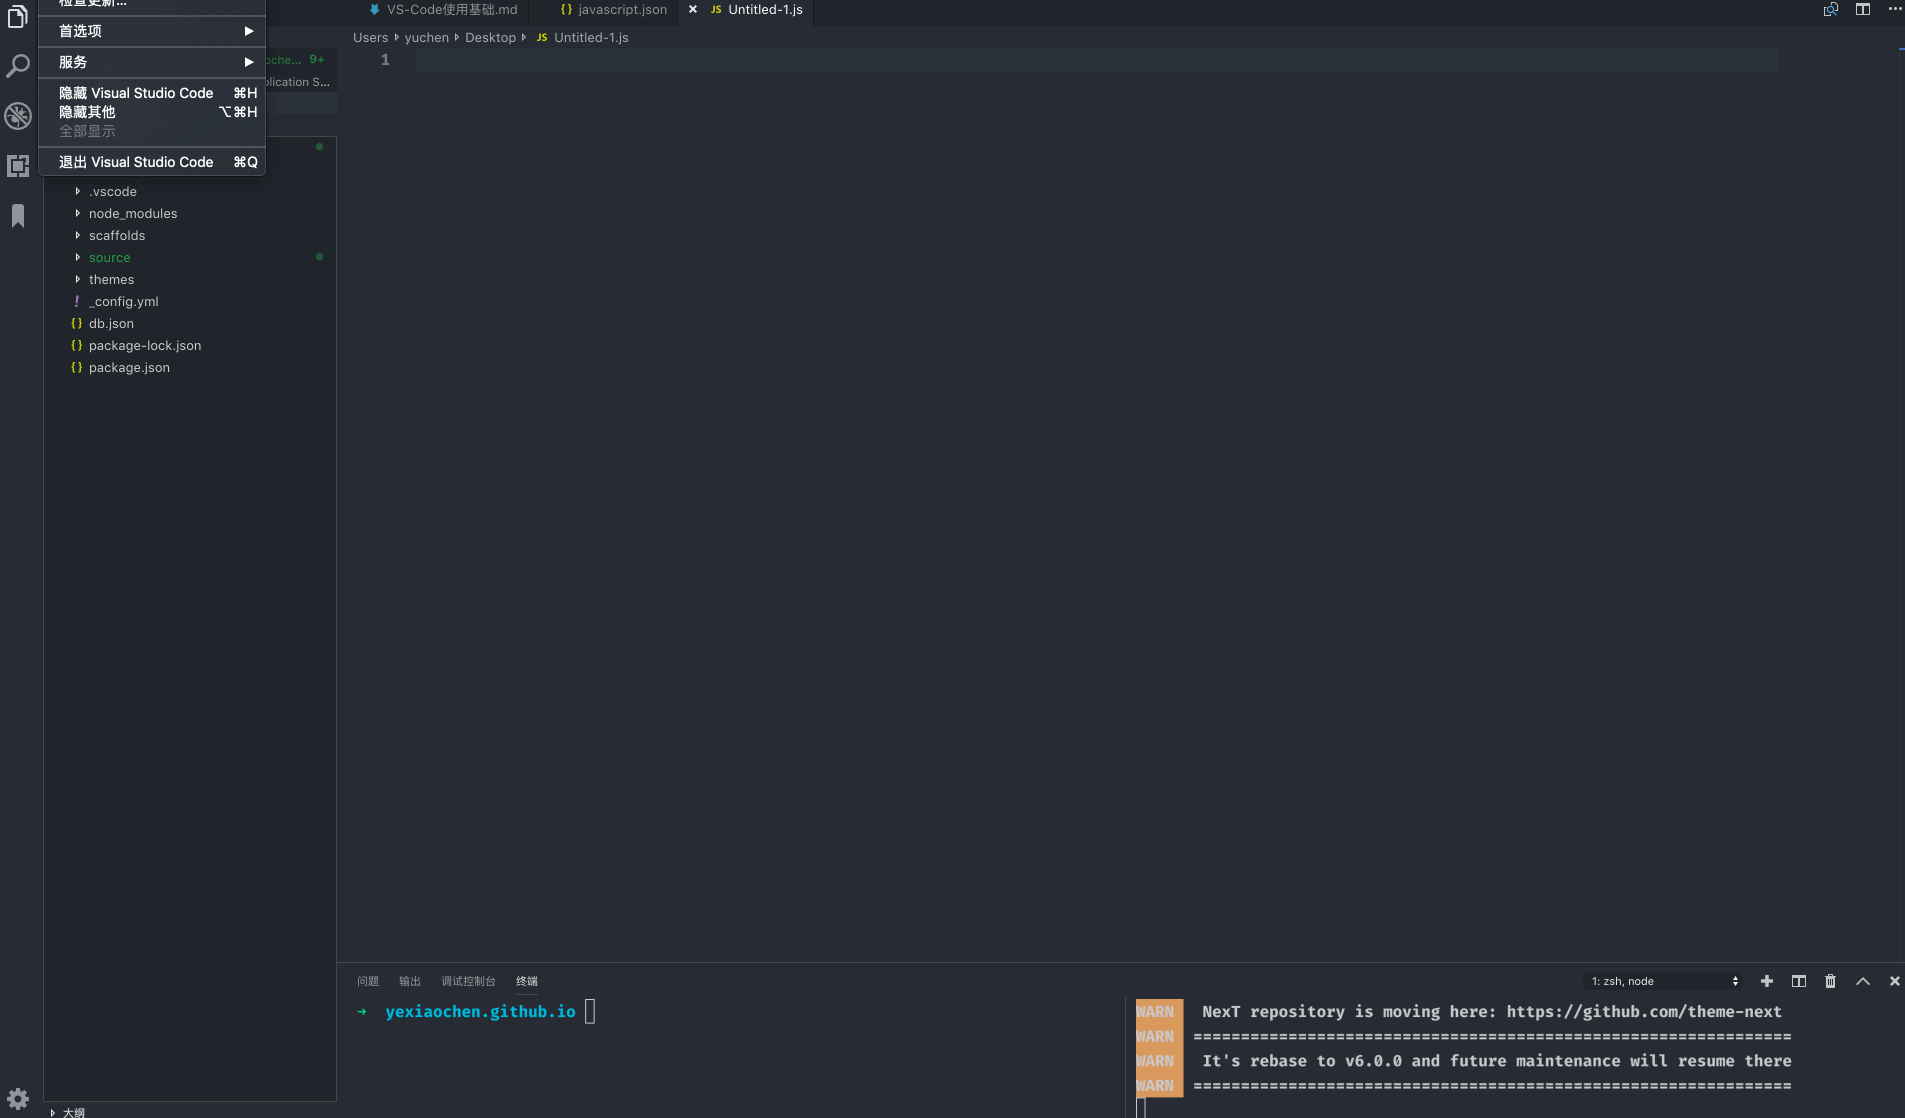 检查更新...
首选项
服务
隐藏 Visual Studio Code ⌘H
隐藏其他 ⌥⌘H
全部显示
退出 Visual Studio Code ⌘Q
oche... 9+
plication S...
.vscode
node_modules
scaffolds
source
themes
! _config.yml
{} db.json
{} package-lock.json
{} package.json
大纲
VS-Code使用基础.md {} javascript.json × JS Untitled-1.js
Users yuchen Desktop JS Untitled-1.js
1
问题 输出 调试控制台 终端 1: zsh, node
→ yexiaochen.github.io
WARN NexT repository is moving here: https://github.com/theme-next
WARN ===============================================================
WARN It's rebase to v6.0.0 and future maintenance will resume there
WARN ===============================================================